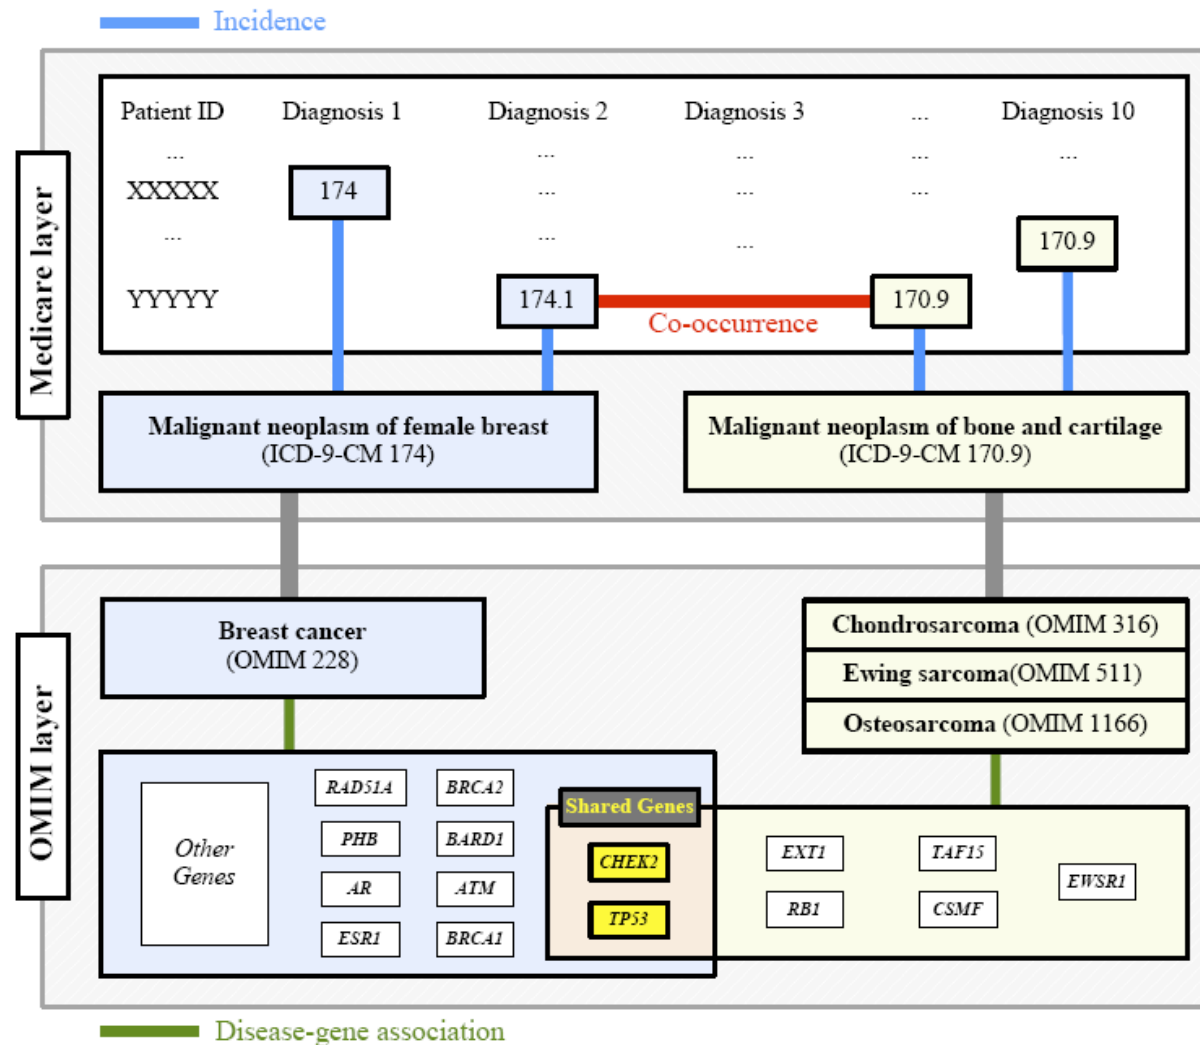 Incidence
Medicare layer
Patient ID Diagnosis 1 Diagnosis 2 Diagnosis 3 ... Diagnosis 10
... ... ... ... ...
XXXXX 174 ... ... ...
... ... ... 170.9
YYYYY 174.1 170.9
Co-occurrence
Malignant neoplasm of female breast
(ICD-9-CM 174)
Malignant neoplasm of bone and cartilage
(ICD-9-CM 170.9)
OMIM layer
Breast cancer
(OMIM 228)
Chondrosarcoma (OMIM 316)
Ewing sarcoma(OMIM 511)
Osteosarcoma (OMIM 1166)
Other
Genes
RAD51A BRCA2
PHB BARD1
AR ATM
ESR1 BRCA1
Shared Genes
CHEK2
TP53
EXT1 TAF15
RB1 CSMF
EWSR1
Disease-gene association